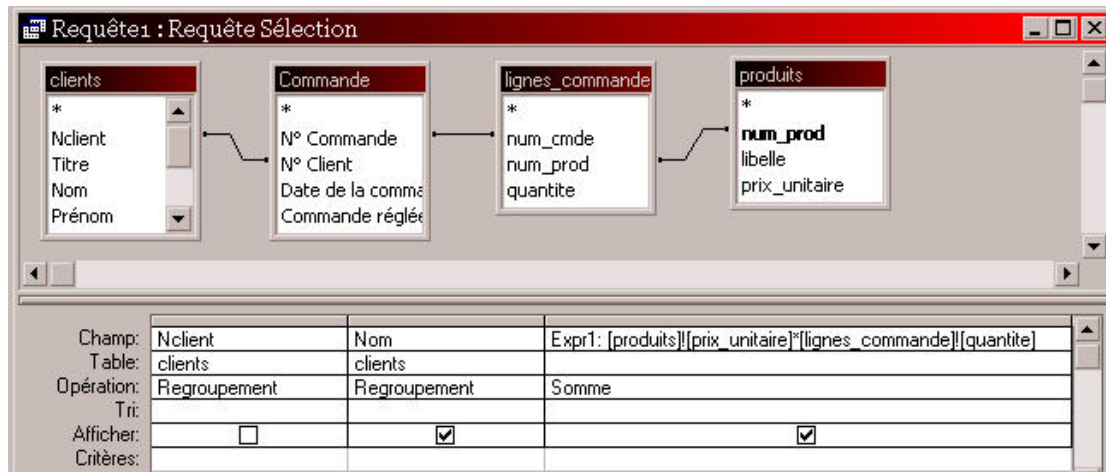 Requête1 : Requête Sélection
clients
*
Nclient
Titre
Nom
Prénom
Commande
*
N° Commande
N° Client
Date de la comma
Commande réglée
lignes_commande
*
num_cmde
num_prod
quantite
produits
*
num_prod
libelle
prix_unitaire
Champ: Nclient Nom Expr1: [produits]![prix_unitaire]*[lignes_commande]![quantite]
Table: clients clients
Opération: Regroupement Regroupement Somme
Tri:
Afficher:
Critères: